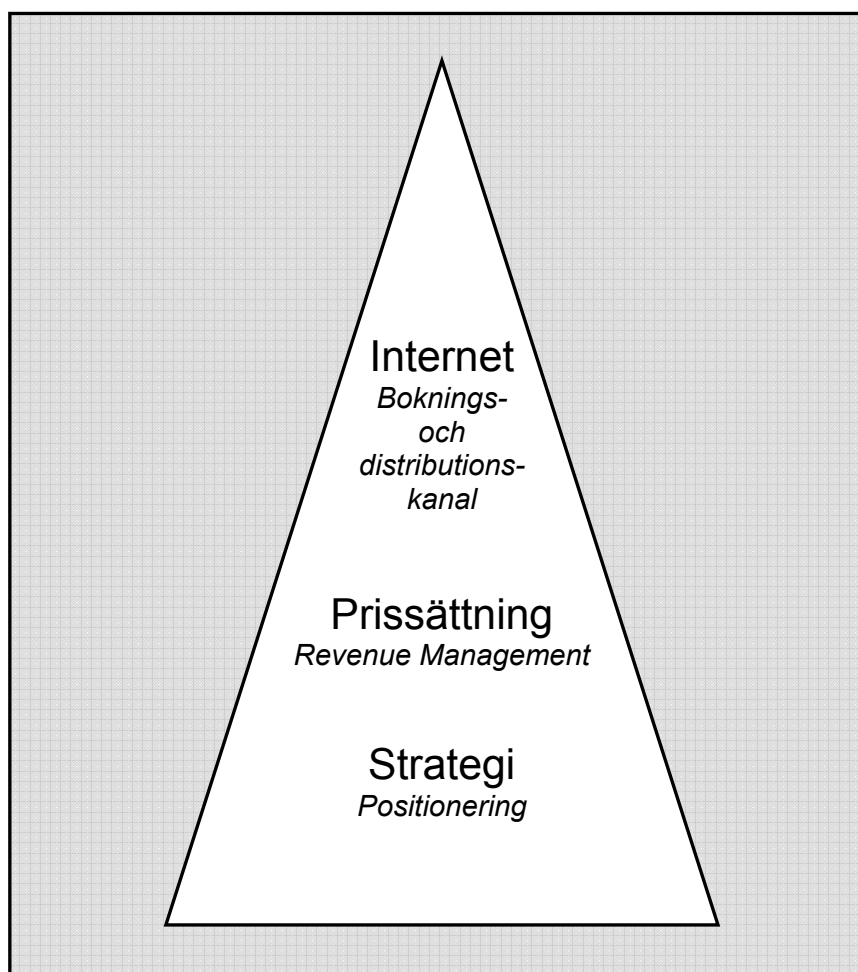 Internet
Boknings-
och
distributions-
kanal
Prissättning
Revenue Management
Strategi
Positionering